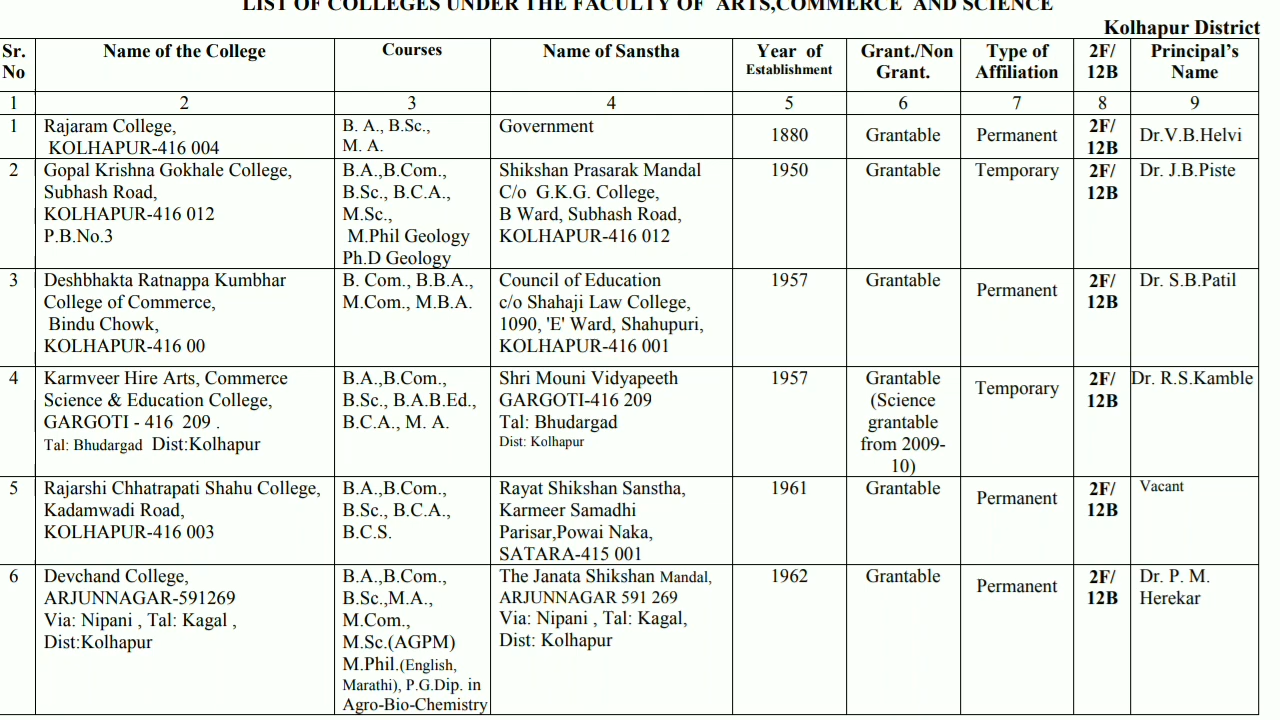 LIST OF COLLEGES UNDER THE FACULTY OF ARTS,COMMERCE AND SCIENCE
Kolhapur District
Sr. No | Name of the College | Courses | Name of Sanstha | Year of Establishment | Grant./Non Grant. | Type of Affiliation | 2F/ 12B | Principal's Name
1 2 3 4 5 6 7 8 9
1
Rajaram College,
KOLHAPUR-416 004
B. A., B.Sc.,
M. A.
Government
1880
Grantable
Permanent
2F/
12B
Dr.V.B.Helvi
2
Gopal Krishna Gokhale College,
Subhash Road,
KOLHAPUR-416 012
P.B.No.3
B.A.,B.Com.,
B.Sc., B.C.A.,
M.Sc.,
M.Phil Geology
Ph.D Geology
Shikshan Prasarak Mandal
C/o G.K.G. College,
B Ward, Subhash Road,
KOLHAPUR-416 012
1950
Grantable
Temporary
2F/
12B
Dr. J.B.Piste
3
Deshbhakta Ratnappa Kumbhar
College of Commerce,
Bindu Chowk,
KOLHAPUR-416 00
B. Com., B.B.A.,
M.Com., M.B.A.
Council of Education
c/o Shahaji Law College,
1090, 'E' Ward, Shahupuri,
KOLHAPUR-416 001
1957
Grantable
Permanent
2F/
12B
Dr. S.B.Patil
4
Karmveer Hire Arts, Commerce
Science & Education College,
GARGOTI - 416 209 .
Tal: Bhudargad Dist:Kolhapur
B.A.,B.Com.,
B.Sc., B.A.B.Ed.,
B.C.A., M. A.
Shri Mouni Vidyapeeth
GARGOTI-416 209
Tal: Bhudargad
Dist: Kolhapur
1957
Grantable
(Science
grantable
from 2009-
10)
Temporary
2F/
12B
Dr. R.S.Kamble
5
Rajarshi Chhatrapati Shahu College,
Kadamwadi Road,
KOLHAPUR-416 003
B.A.,B.Com.,
B.Sc., B.C.A.,
B.C.S.
Rayat Shikshan Sanstha,
Karmeer Samadhi
Parisar,Powai Naka,
SATARA-415 001
1961
Grantable
Permanent
2F/
12B
Vacant
6
Devchand College,
ARJUNNAGAR-591269
Via: Nipani , Tal: Kagal ,
Dist:Kolhapur
B.A.,B.Com.,
B.Sc.,M.A.,
M.Com.,
M.Sc.(AGPM)
M.Phil.(English,
Marathi), P.G.Dip. in
Agro-Bio-Chemistry
The Janata Shikshan Mandal,
ARJUNNAGAR 591 269
Via: Nipani , Tal: Kagal,
Dist: Kolhapur
1962
Grantable
Permanent
2F/
12B
Dr. P. M.
Herekar